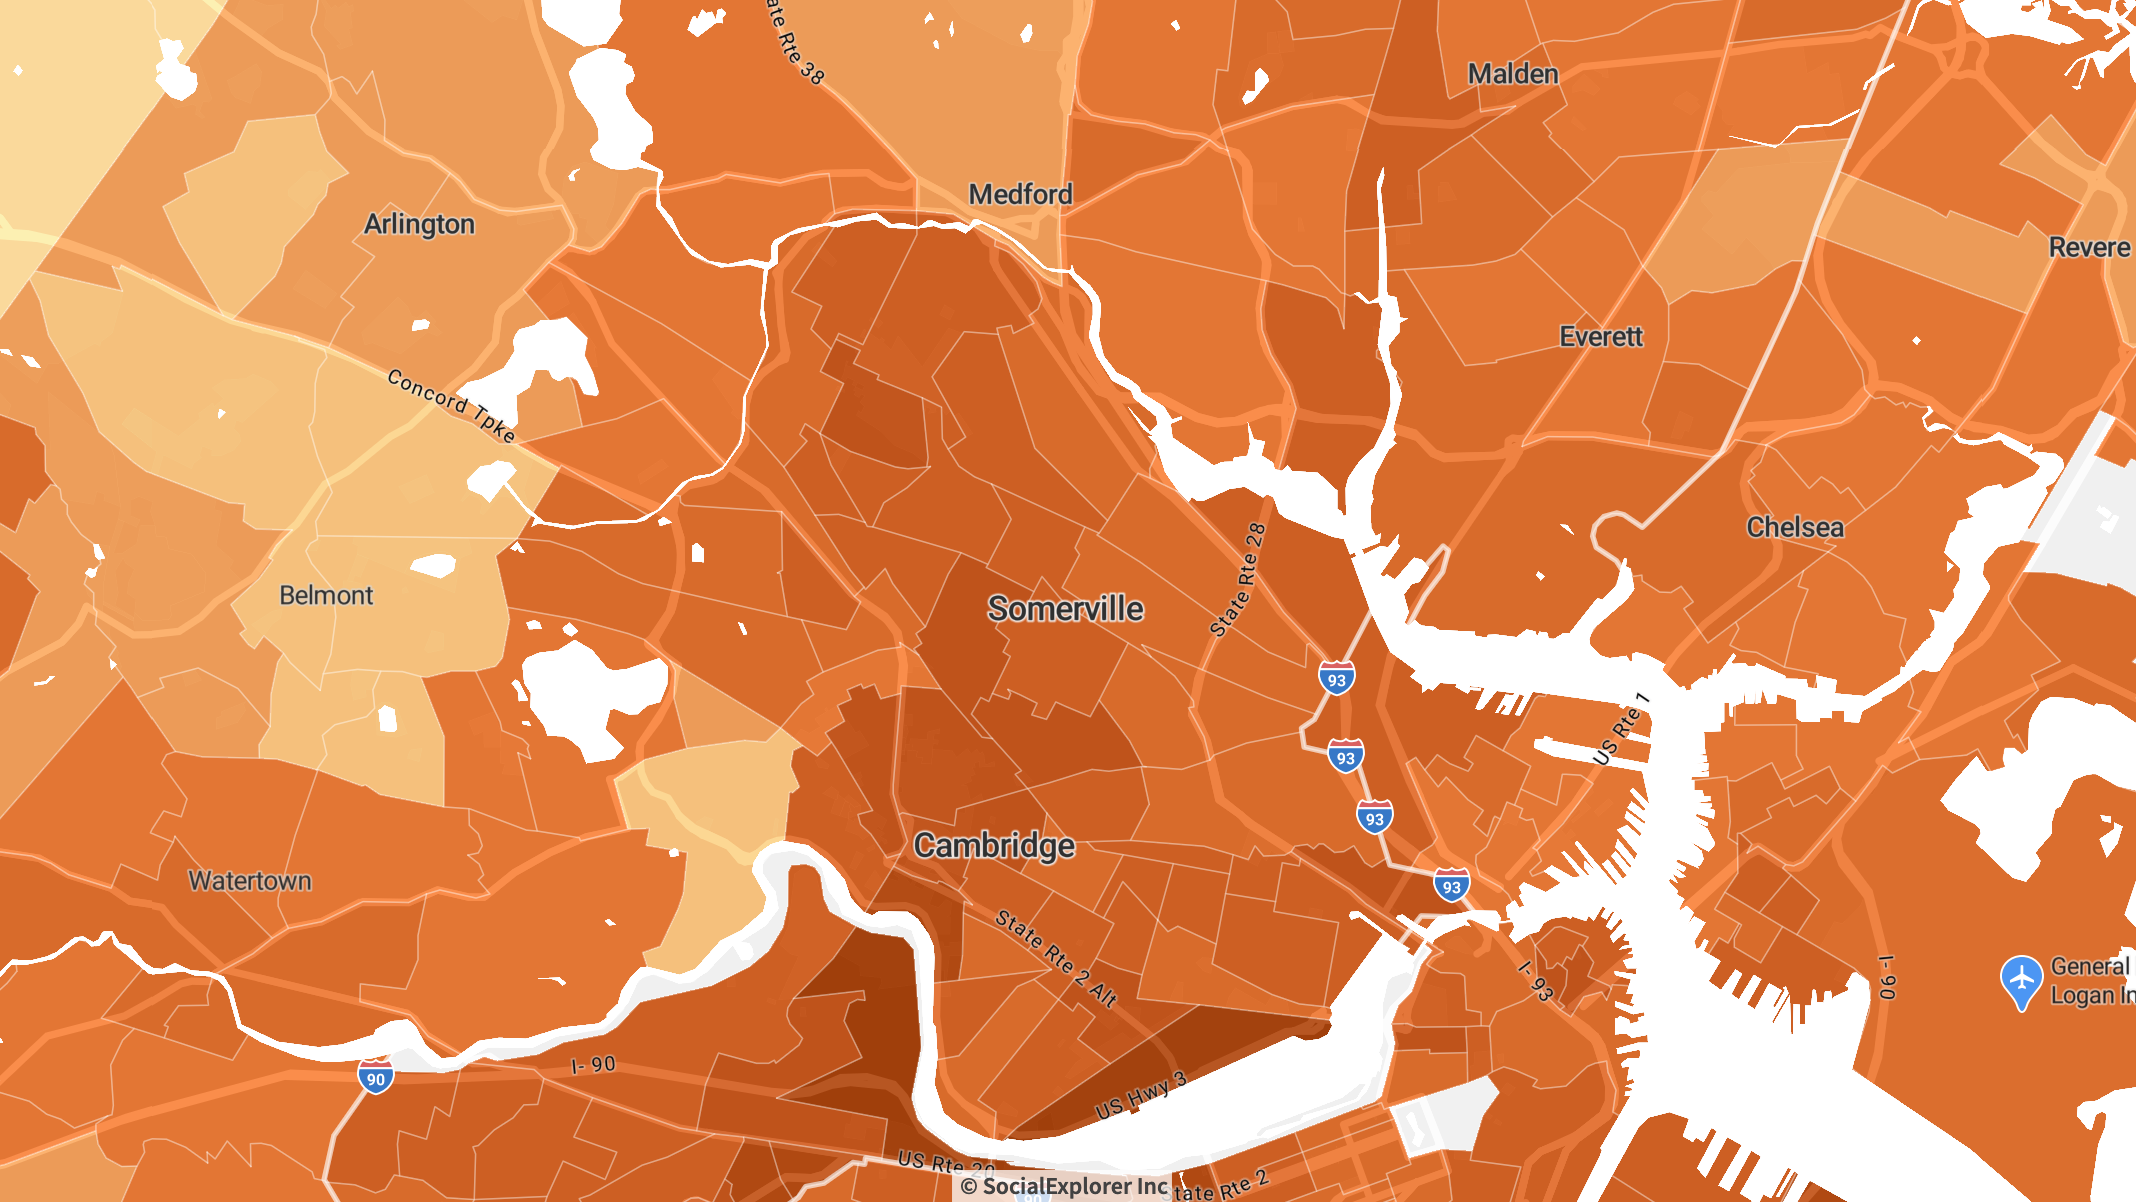 ate Rte 38
Malden
Medford
Arlington
Revere
Everett
Concord Tpke
Chelsea
State Rte 28
Belmont
Somerville
93
US Rte 1
93
93
Cambridge
Watertown
93
State Rte 2 Alt
I- 93
I- 90
General
Logan In
I- 90
90
US Hwy 3
US Rte 20
State Rte 2
90
© SocialExplorer Inc